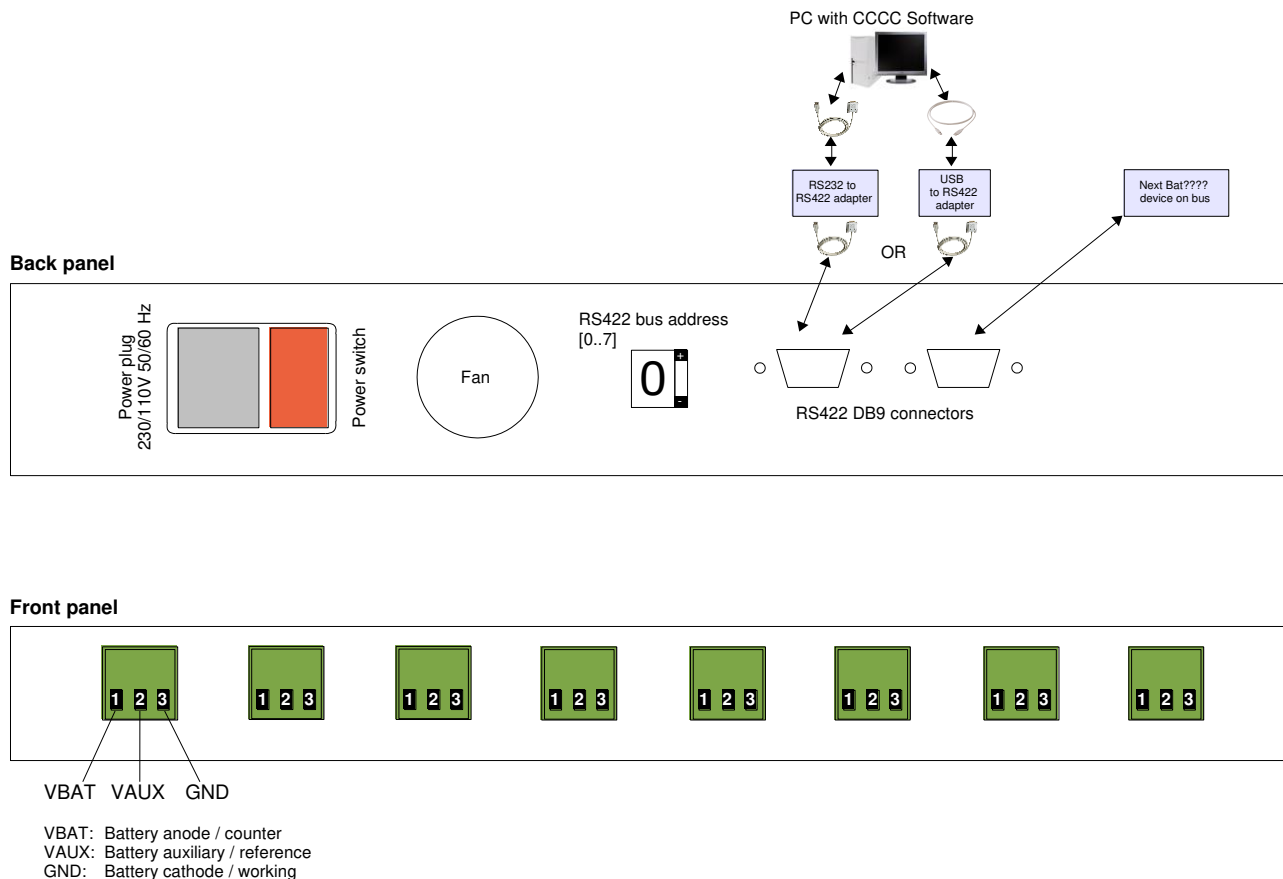 PC with CCCC Software
RS232 to
RS422 adapter
USB
to RS422
adapter
Next Bat????
device on bus
OR
Back panel
Power plug
230/110V 50/60 Hz
Power switch
Fan
RS422 bus address
[0..7]
0
+
-
RS422 DB9 connectors
Front panel
1 2 3
1 2 3
1 2 3
1 2 3
1 2 3
1 2 3
1 2 3
1 2 3
VBAT VAUX GND
VBAT: Battery anode / counter
VAUX: Battery auxiliary / reference
GND: Battery cathode / working